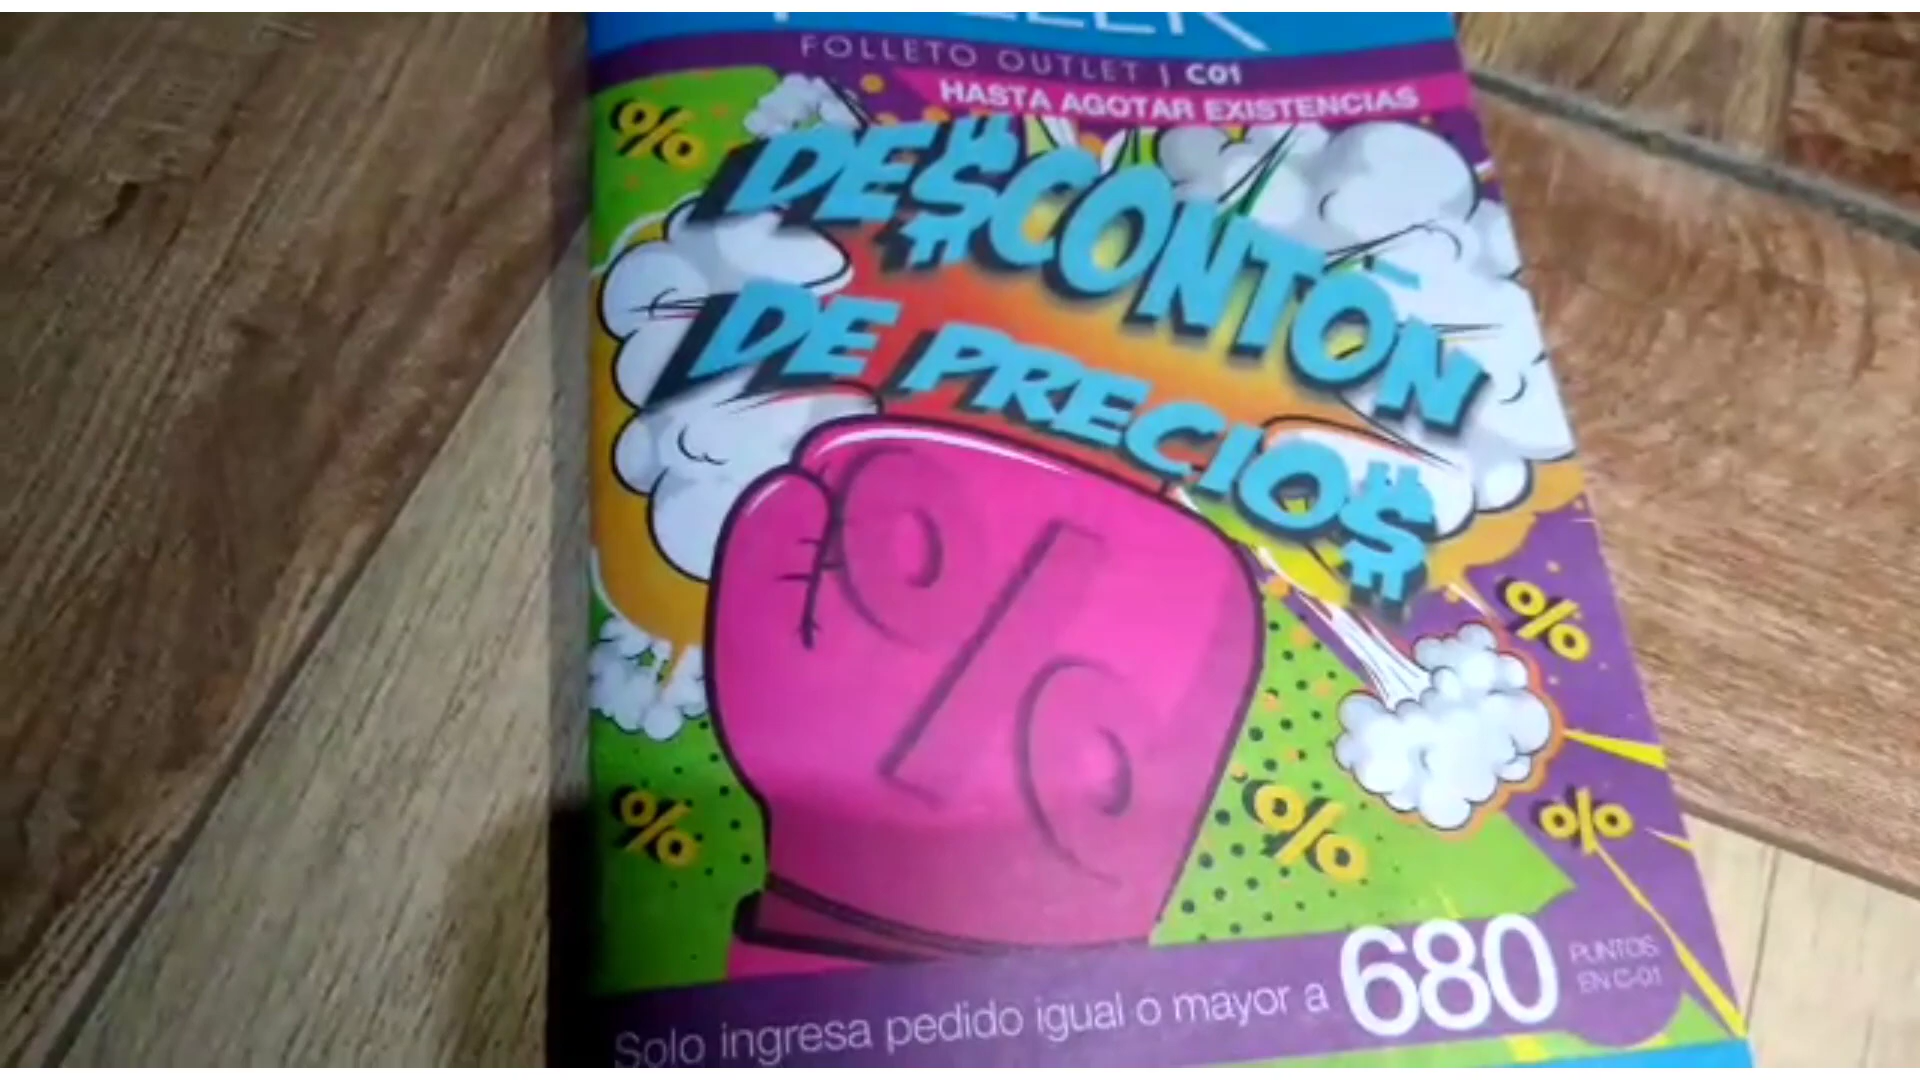 FOLLETO OUTLET | C01
HASTA AGOTAR EXISTENCIAS
%
DE$CONTÓN
DE PRECIO$
%
%
%
%
%
Solo ingresa pedido igual o mayor a 680 PUNTOS
EN C-01